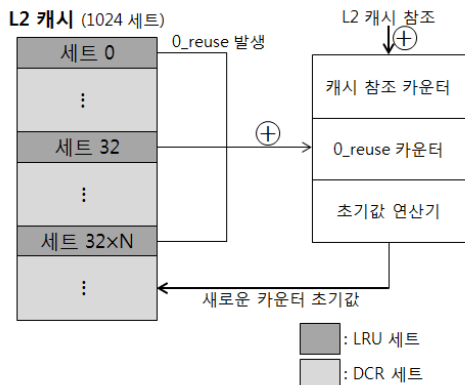 L2 캐시 (1024 세트)
L2 캐시 참조
세트 0
0_reuse 발생
캐시 참조 카운터
세트 32
0_reuse 카운터
초기값 연산기
세트 32×N
새로운 카운터 초기값
: LRU 세트
: DCR 세트